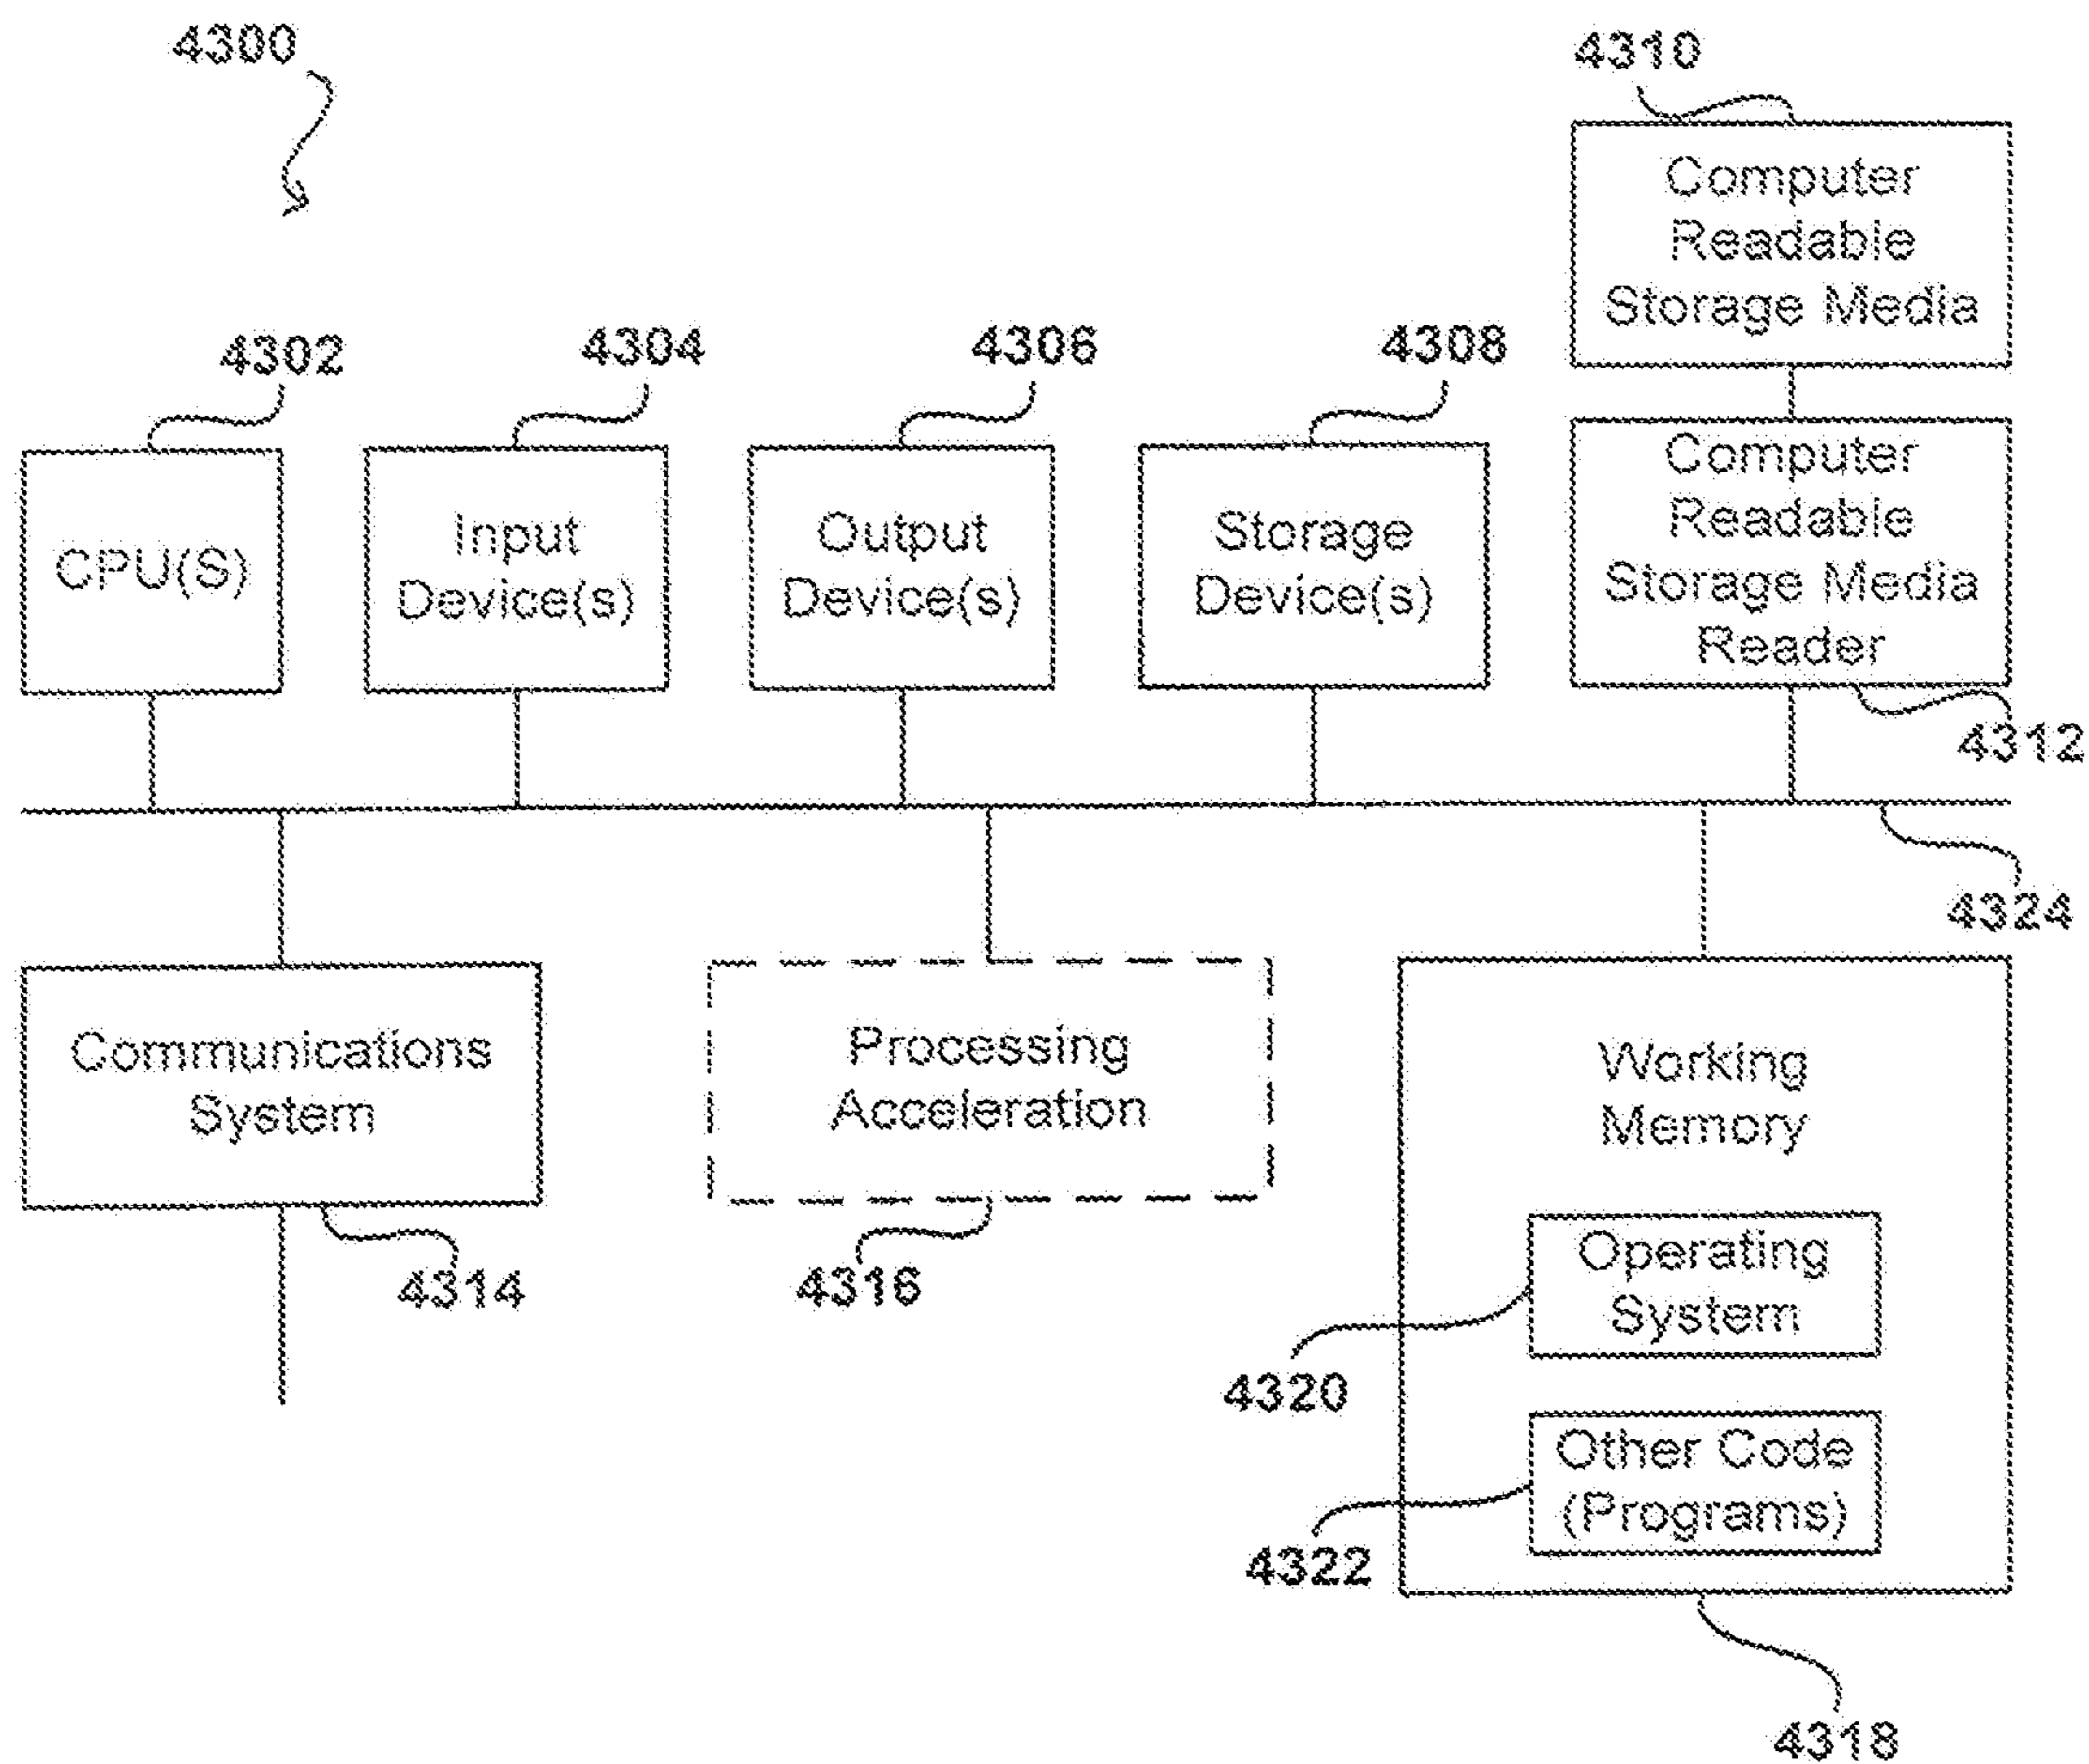 4300
4310
Computer
Readable
Storage Media
4302
4304
4306
4308
CPU(S)
Input
Device(s)
Output
Device(s)
Storage
Device(s)
Computer
Readable
Storage Media
Reader
4312
4324
Communications
System
4314
Processing
Acceleration
4316
Working
Memory
Operating
System
4320
Other Code
(Programs)
4322
4318